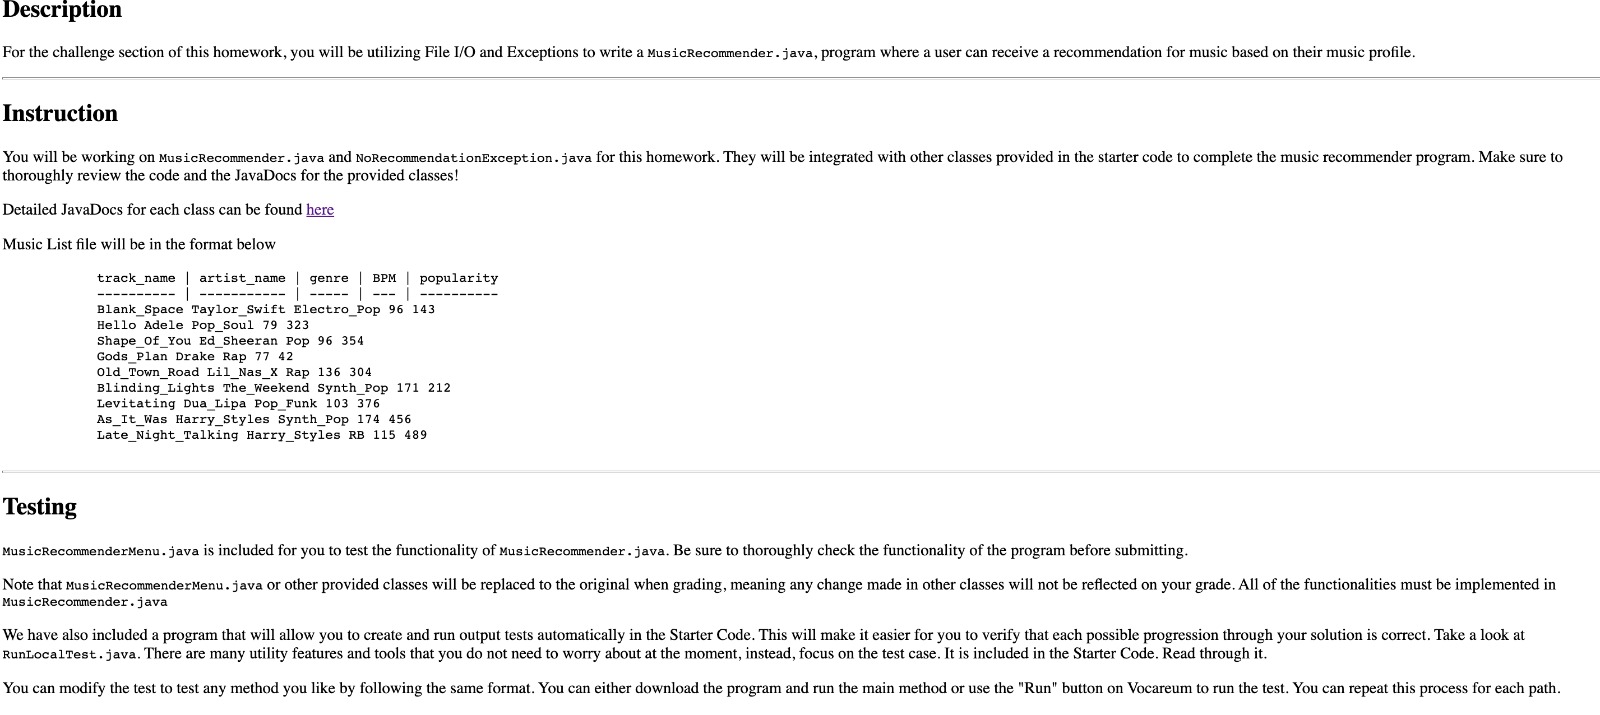 Description
For the challenge section of this homework, you will be utilizing File I/O and Exceptions to write a MusicRecommender.java, program where a user can receive a recommendation for music based on their music profile.
Instruction
You will be working on MusicRecommender.java and NoRecommendationException.java for this homework. They will be integrated with other classes provided in the starter code to complete the music recommender program. Make sure to
thoroughly review the code and the JavaDocs for the provided classes!
Detailed JavaDocs for each class can be found here
Music List file will be in the format below
track_name | artist_name | genre | BPM | popularity
---------- | ----------- | ----- | --- | ----------
Blank_Space Taylor_Swift Electro_Pop 96 143
Hello Adele Pop_Soul 79 323
Shape_Of_You Ed_Sheeran Pop 96 354
Gods_Plan Drake Rap 77 42
Old_Town_Road Lil_Nas_X Rap 136 304
Blinding_Lights The_Weekend Synth_Pop 171 212
Levitating Dua_Lipa Pop_Funk 103 376
As_It_Was Harry_Styles Synth_Pop 174 456
Late_Night_Talking Harry_Styles RB 115 489
Testing
MusicRecommenderMenu.java is included for you to test the functionality of MusicRecommender.java. Be sure to thoroughly check the functionality of the program before submitting.
Note that MusicRecommenderMenu.java or other provided classes will be replaced to the original when grading, meaning any change made in other classes will not be reflected on your grade. All of the functionalities must be implemented in
MusicRecommender.java
We have also included a program that will allow you to create and run output tests automatically in the Starter Code. This will make it easier for you to verify that each possible progression through your solution is correct. Take a look at
RunLocalTest.java. There are many utility features and tools that you do not need to worry about at the moment, instead, focus on the test case. It is included in the Starter Code. Read through it.
You can modify the test to test any method you like by following the same format. You can either download the program and run the main method or use the "Run" button on Vocareum to run the test. You can repeat this process for each path.